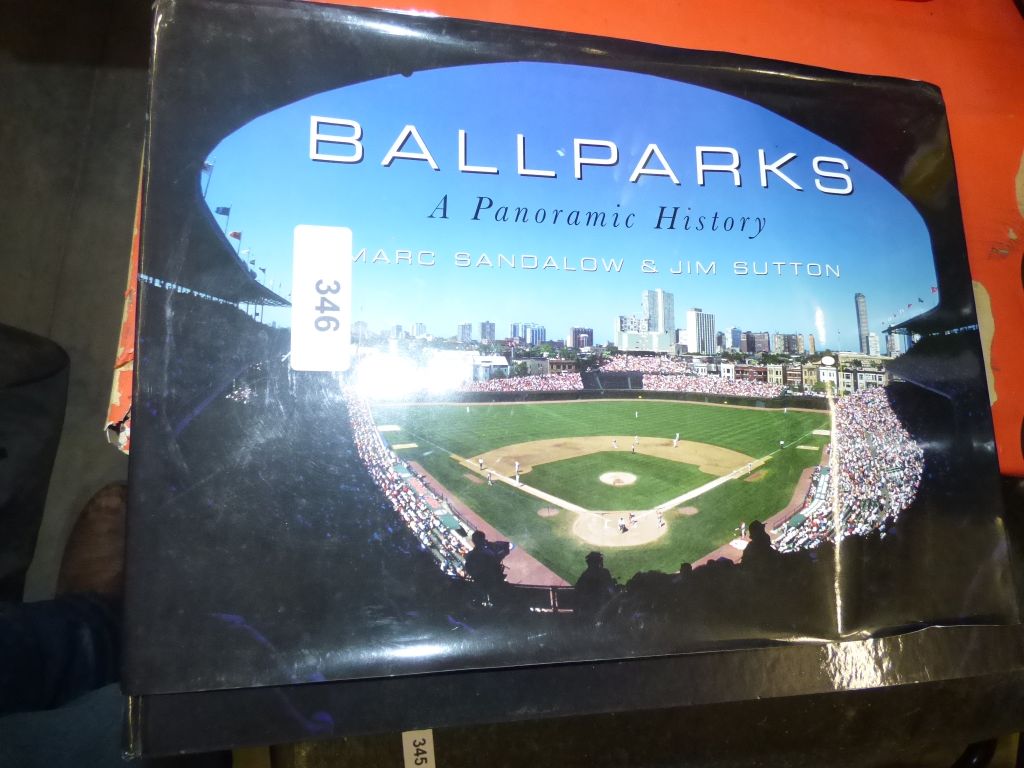 BALLPARKS
A Panoramic History
MARC SANDALOW & JIM SUTTON
346
345